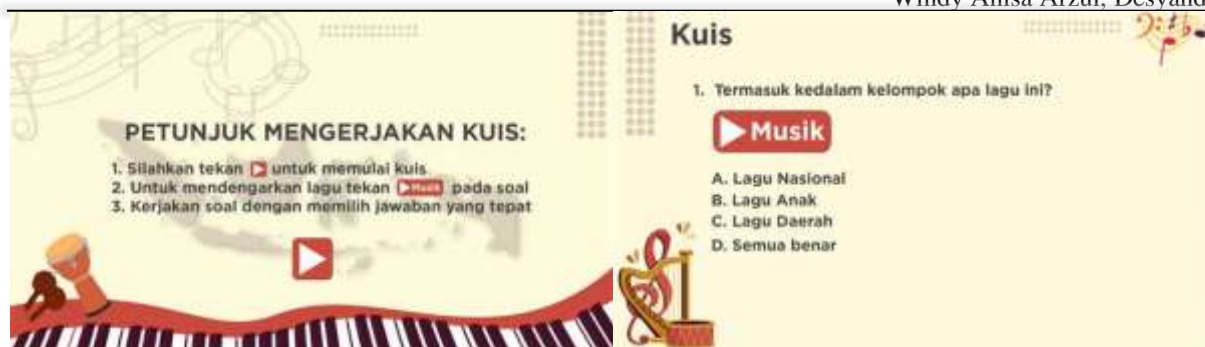 Windy Anisa Arzul, Desyand
PETUNJUK MENGERJAKAN KUIS:
1. Silahkan tekan untuk memulai kuis
2. Untuk mendengarkan lagu tekan Musik pada soal
3. Kerjakan soal dengan memilih jawaban yang tepat
Kuis
1. Termasuk kedalam kelompok apa lagu ini?
Musik
A. Lagu Nasional
B. Lagu Anak
C. Lagu Daerah
D. Semua benar